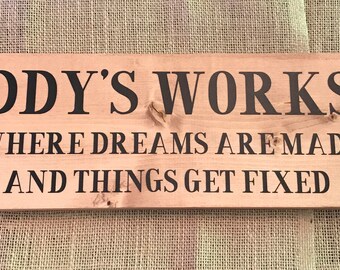 DDY'S WORKS
WHERE DREAMS ARE MAD
AND THINGS GET FIXED